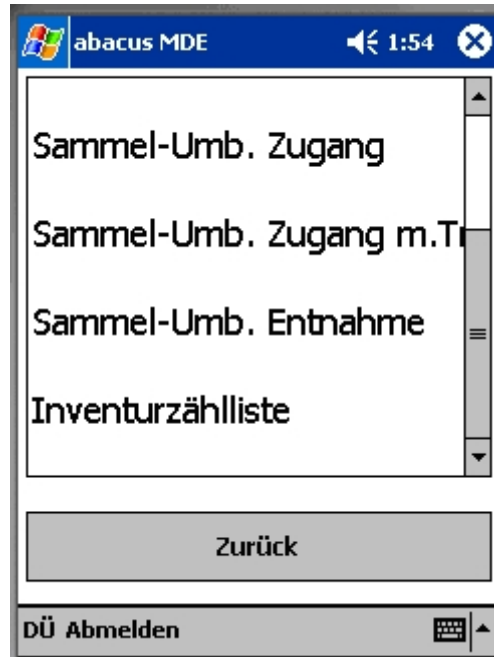 abacus MDE 1:54
Sammel-Umb. Zugang
Sammel-Umb. Zugang m.Tr
Sammel-Umb. Entnahme
Inventurzählliste
Zurück
DÜ Abmelden